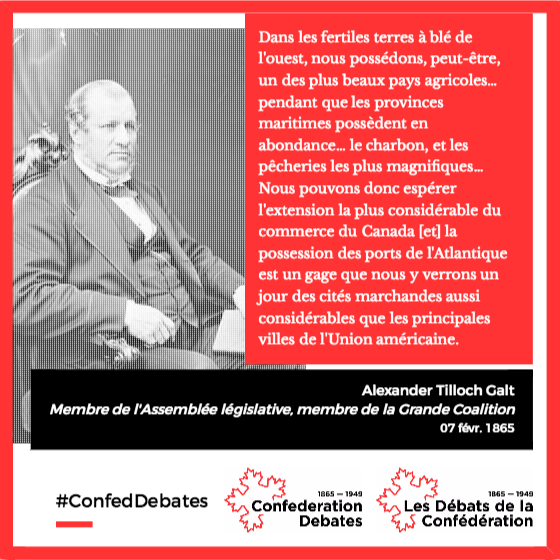 Dans les fertiles terres à blé de
l'ouest, nous possédons, peut-être,
un des plus beaux pays agricoles...
pendant que les provinces
maritimes possèdent en
abondance... le charbon, et les
pêcheries les plus magnifiques...
Nous pouvons donc espérer
l'extension la plus considérable du
commerce du Canada [et] la
possession des ports de l'Atlantique
est un gage que nous y verrons un
jour des cités marchandes aussi
considérables que les principales
villes de l'Union américaine.
Alexander Tilloch Galt
Membre de l'Assemblée législative, membre de la Grande Coalition
07 févr. 1865
#ConfedDebates
1865 — 1949
Confederation
Debates
1865 — 1949
Les Débats de la
Confédération